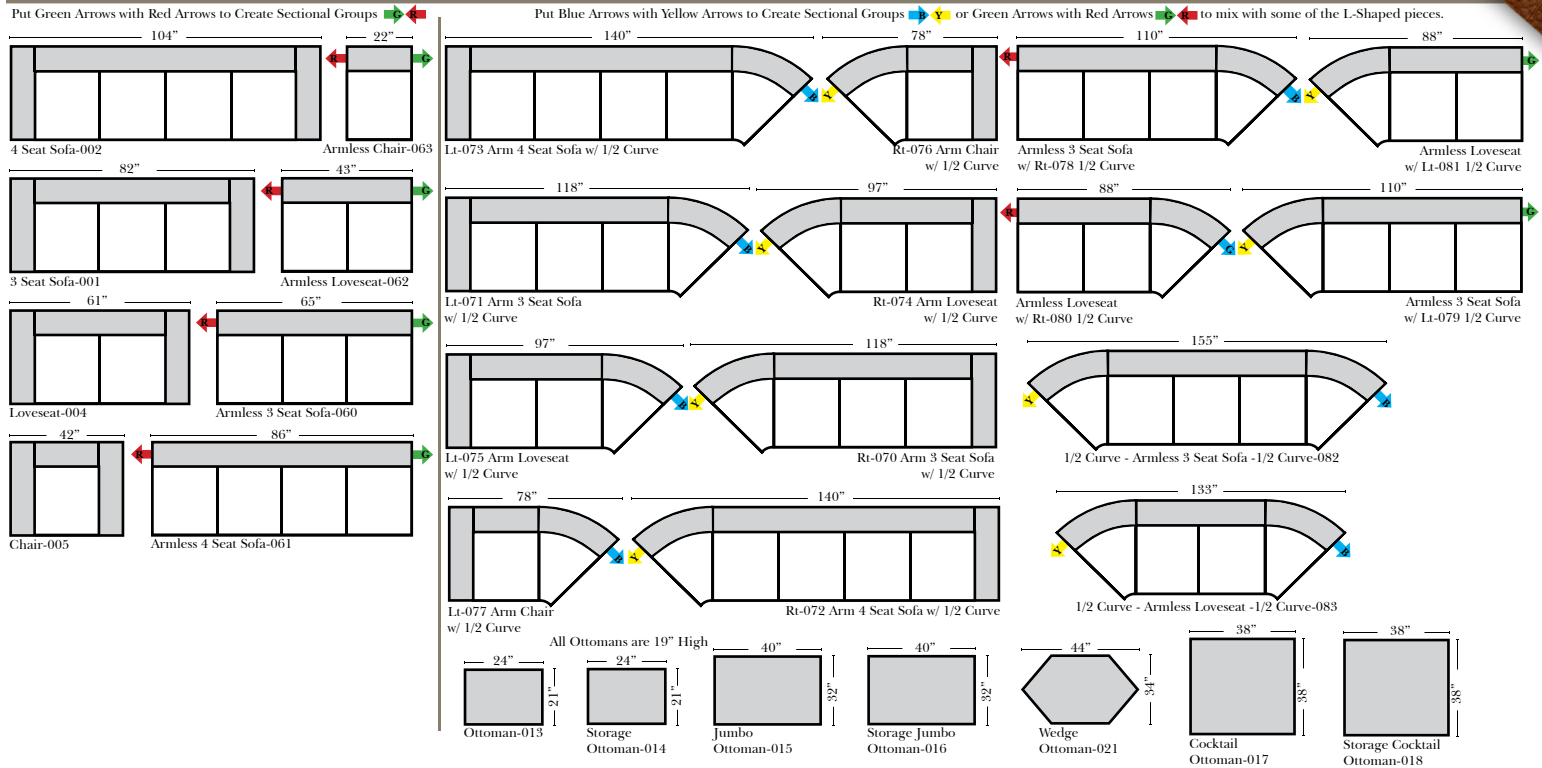 Put Green Arrows with Red Arrows to Create Sectional Groups G R
104” 22”
R G
4 Seat Sofa-002 Armless Chair-063
82” 43”
R G
3 Seat Sofa-001 Armless Loveseat-062
61” 65”
R G
Loveseat-004 Armless 3 Seat Sofa-060
42” 86”
R G
Chair-005 Armless 4 Seat Sofa-061
Put Blue Arrows with Yellow Arrows to Create Sectional Groups B Y or Green Arrows with Red Arrows G R to mix with some of the L-Shaped pieces.
140” 78” 110” 88”
B Y R B Y G
Lt-073 Arm 4 Seat Sofa w/ 1/2 Curve
Rt-076 Arm Chair
w/ 1/2 Curve
Armless 3 Seat Sofa
w/ Rt-078 1/2 Curve
Armless Loveseat
w/ Lt-081 1/2 Curve
118” 97” 88” 110”
B Y R G Y G
Lt-071 Arm 3 Seat Sofa
w/ 1/2 Curve
Rt-074 Arm Loveseat
w/ 1/2 Curve
Armless Loveseat
w/ Rt-080 1/2 Curve
Armless 3 Seat Sofa
w/ Lt-079 1/2 Curve
97” 118” 155”
B Y Y B
Lt-075 Arm Loveseat
w/ 1/2 Curve
Rt-070 Arm 3 Seat Sofa
w/ 1/2 Curve
1/2 Curve - Armless 3 Seat Sofa -1/2 Curve-082
78” 140” 133”
B Y Y B
Lt-077 Arm Chair
w/ 1/2 Curve
Rt-072 Arm 4 Seat Sofa w/ 1/2 Curve
1/2 Curve - Armless Loveseat -1/2 Curve-083
All Ottomans are 19” High
24” 21”
Ottoman-013
24” 21”
Storage
Ottoman-014
40” 32”
Jumbo
Ottoman-015
40” 32”
Storage Jumbo
Ottoman-016
44” 34”
Wedge
Ottoman-021
38” 38”
Cocktail
Ottoman-017
38” 38”
Storage Cocktail
Ottoman-018